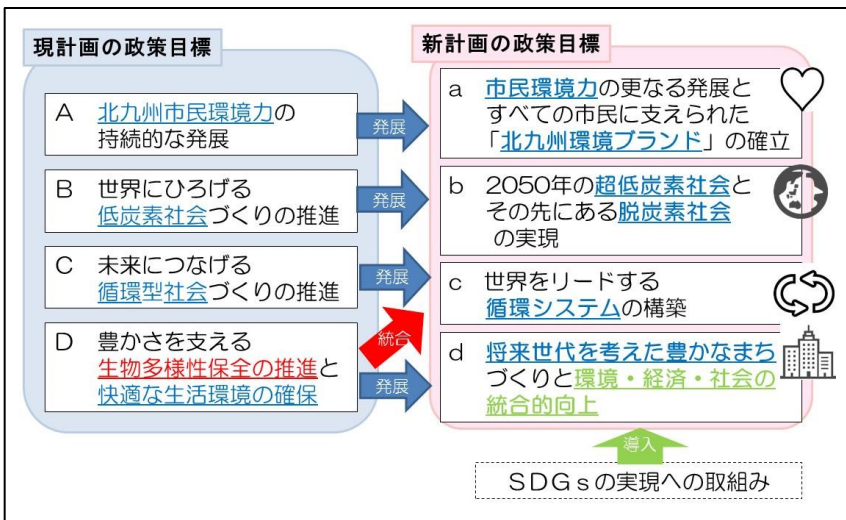 現計画の政策目標
A 北九州市民環境力の
持続的な発展
B 世界にひろげる
低炭素社会づくりの推進
C 未来につなげる
循環型社会づくりの推進
D 豊かさを支える
生物多様性保全の推進と
快適な生活環境の確保
発展
発展
発展
統合
発展
新計画の政策目標
a 市民環境力の更なる発展と
すべての市民に支えられた
「北九州環境ブランド」の確立
b 2050年の超低炭素社会と
その先にある脱炭素社会
の実現
c 世界をリードする
循環システムの構築
d 将来世代を考えた豊かなまち
づくりと環境・経済・社会の
統合的向上
導入
SDGsの実現への取組み